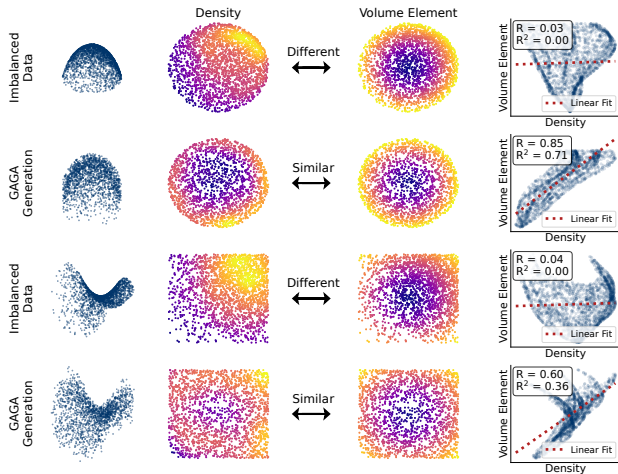 Density
Volume Element
Imbalanced
Data
Different
Volume Element
R = 0.03
R² = 0.00
Linear Fit
Density
GAGA
Generation
Similar
Volume Element
R = 0.85
R² = 0.71
Linear Fit
Density
Imbalanced
Data
Different
Volume Element
R = 0.04
R² = 0.00
Linear Fit
Density
GAGA
Generation
Similar
Volume Element
R = 0.60
R² = 0.36
Linear Fit
Density